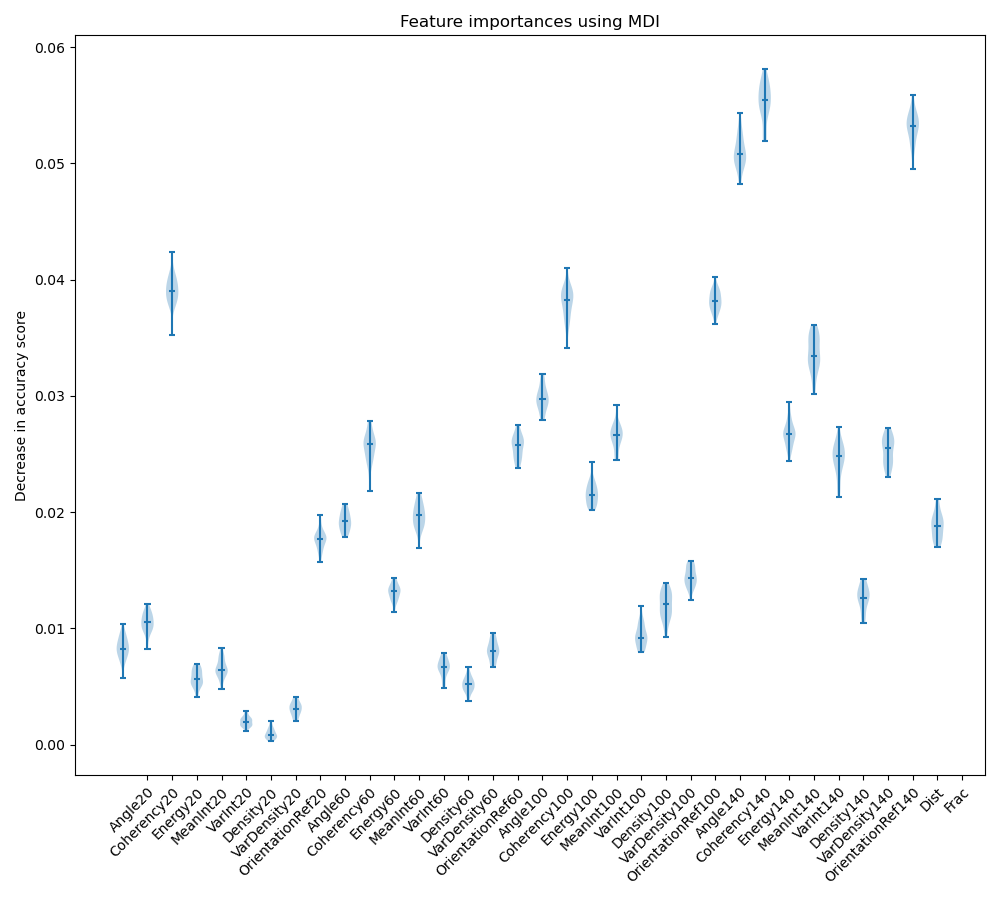 Feature importances using MDI
0.06
0.05
0.04
0.03
0.02
0.01
0.00
Decrease in accuracy score
Angle20
Coherency20
Energy20
MeanInt20
VarInt20
Density20
VarDensity20
OrientationRef20
Angle60
Coherency60
Energy60
MeanInt60
VarInt60
Density60
VarDensity60
OrientationRef60
Angle100
Coherency100
Energy100
MeanInt100
VarInt100
Density100
VarDensity100
OrientationRef100
Angle140
Coherency140
Energy140
MeanInt140
VarInt140
Density140
VarDensity140
OrientationRef140
Dist
Frac